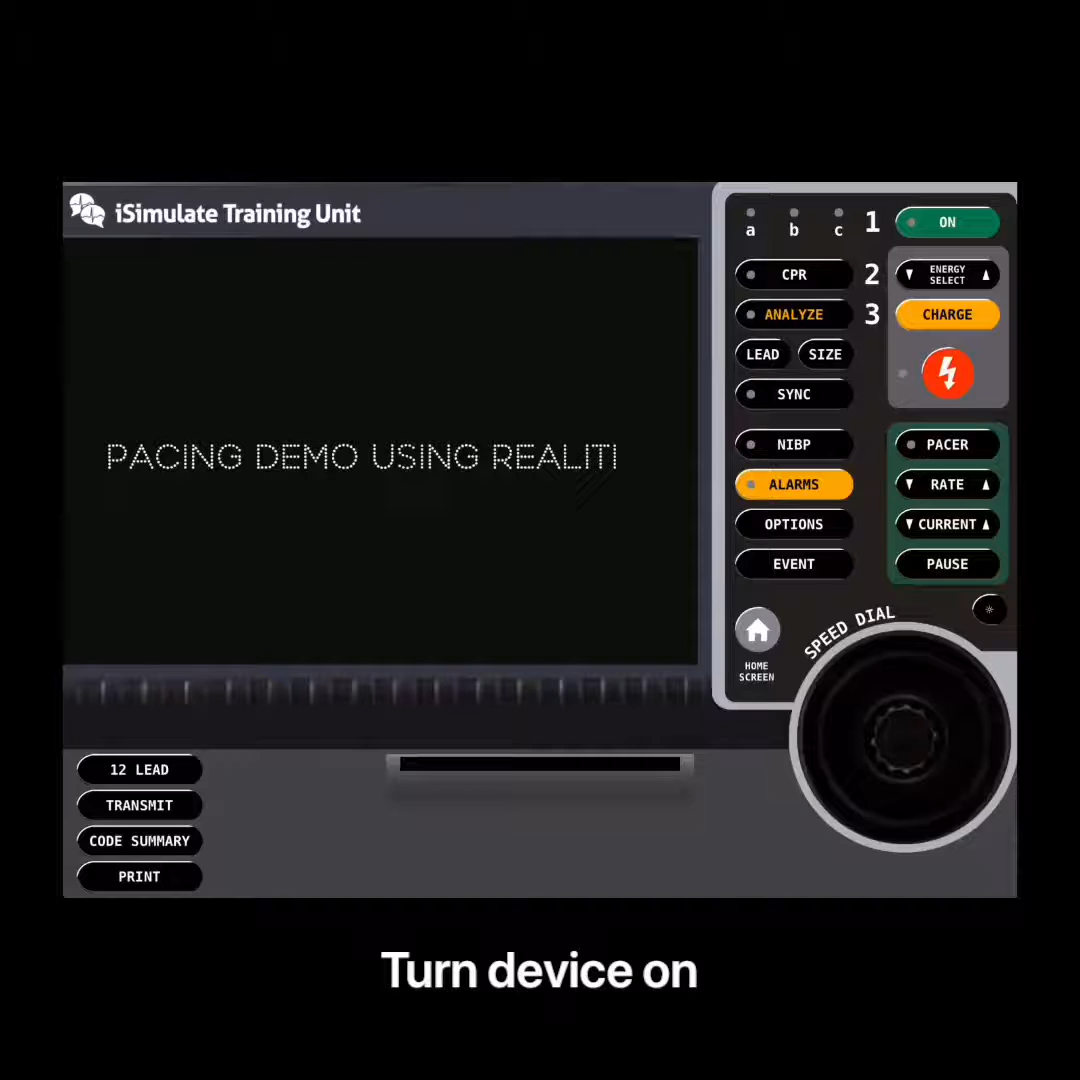 iSimulate Training Unit
a b c 1 ON
CPR 2 ▼ ENERGY SELECT ▲
ANALYZE 3 CHARGE
LEAD SIZE
SYNC
NIBP PACER
ALARMS ▼ RATE ▲
OPTIONS ▼ CURRENT ▲
EVENT PAUSE
PACING DEMO USING REALITI
SPEED DIAL
HOME
SCREEN
12 LEAD
TRANSMIT
CODE SUMMARY
PRINT
Turn device on